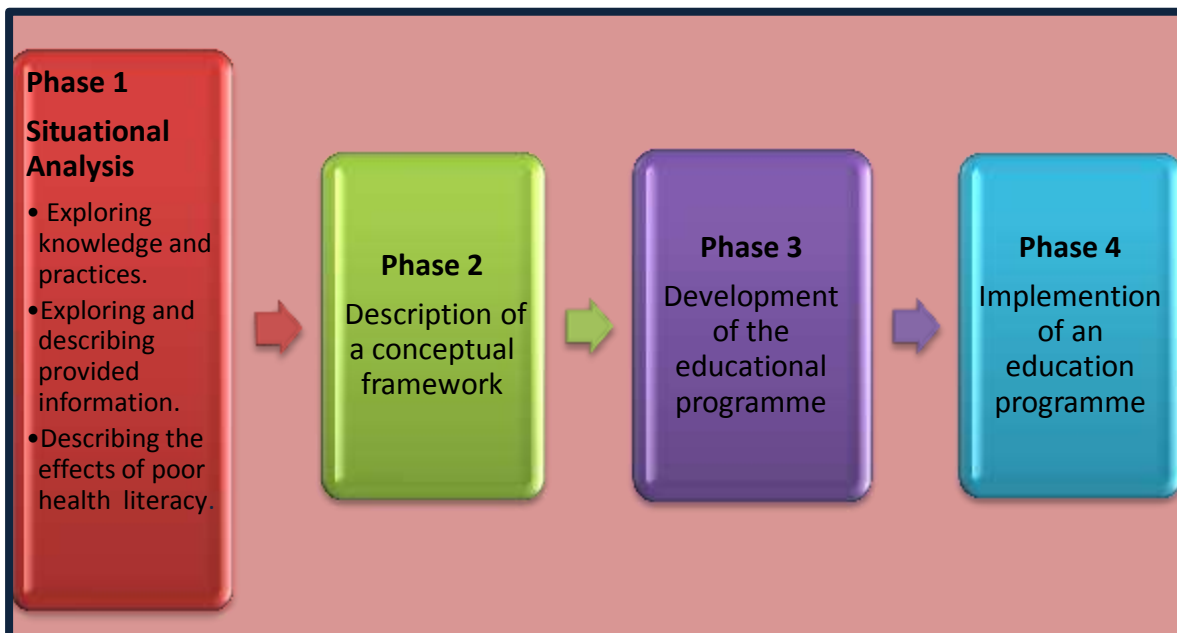 Phase 1
Situational
Analysis
• Exploring
knowledge and
practices.
•Exploring and
describing
provided
information.
•Describing the
effects of poor
health literacy.
Phase 2
Description of
a conceptual
framework
Phase 3
Development
of the
educational
programme
Phase 4
Implemention
of an
education
programme